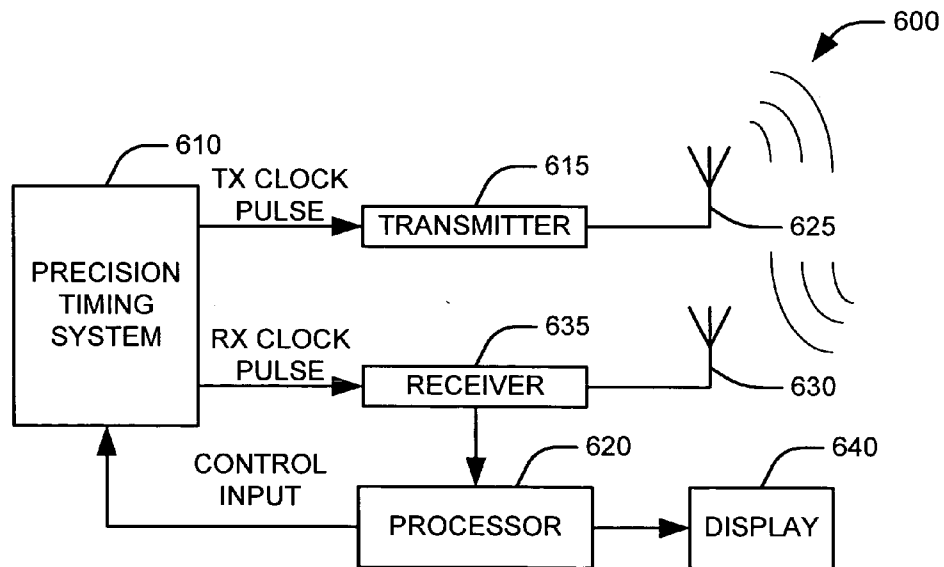 600
610
TX CLOCK
PULSE
615
TRANSMITTER
625
PRECISION
TIMING
SYSTEM
RX CLOCK
PULSE
635
RECEIVER
630
CONTROL
INPUT
620
PROCESSOR
640
DISPLAY